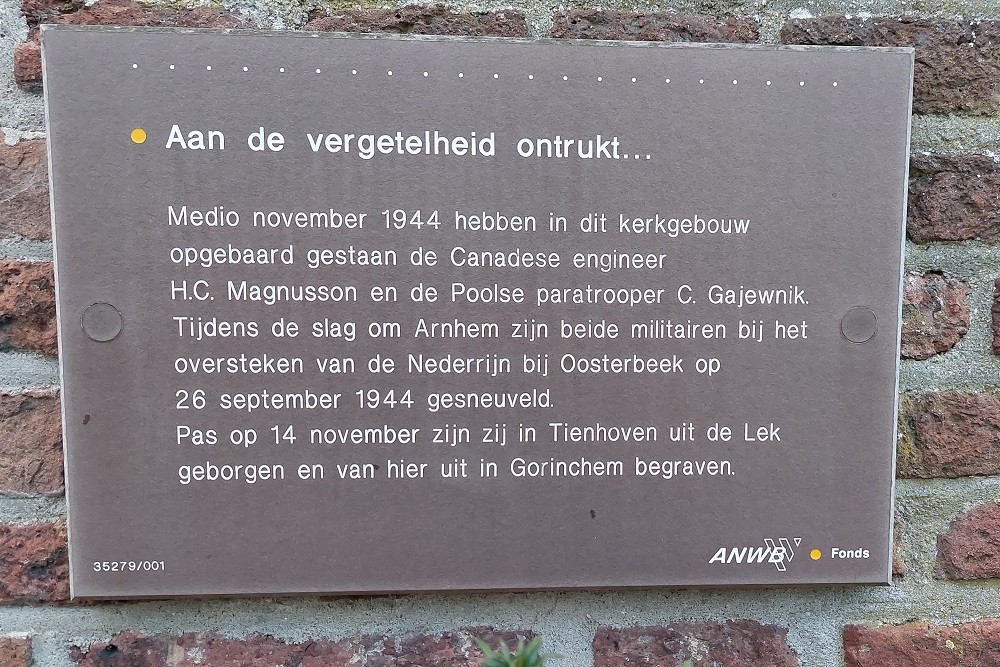 Aan de vergetelheid ontrukt...
Medio november 1944 hebben in dit kerkgebouw
opgebaard gestaan de Canadese engineer
H.C. Magnusson en de Poolse paratrooper C. Gajewnik.
Tijdens de slag om Arnhem zijn beide militairen bij het
oversteken van de Nederrijn bij Oosterbeek op
26 september 1944 gesneuveld.
Pas op 14 november zijn zij in Tienhoven uit de Lek
geborgen en van hier uit in Gorinchem begraven.
35279/001
ANWB Fonds